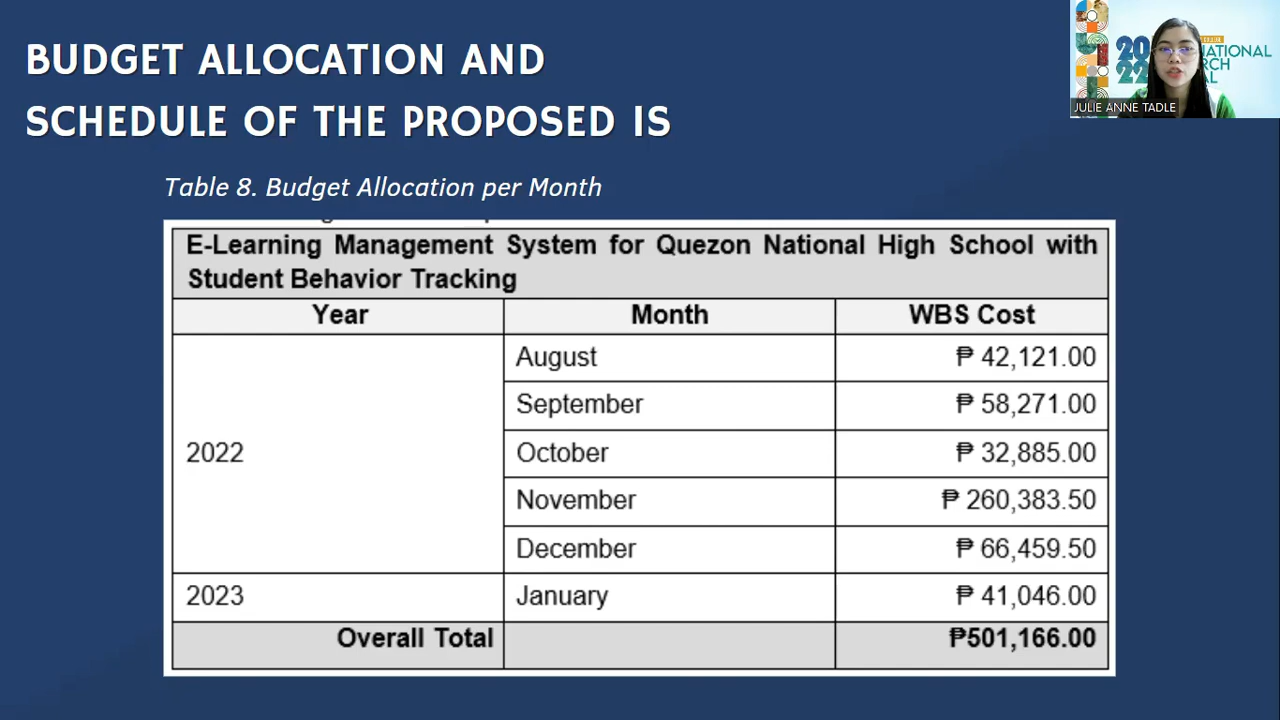 BUDGET ALLOCATION AND
SCHEDULE OF THE PROPOSED IS
2022
NATIONAL
JULIE ANNE TADLE
Table 8. Budget Allocation per Month
E-Learning Management System for Quezon National High School with
Student Behavior Tracking
Year Month WBS Cost
2022
August ₱ 42,121.00
September ₱ 58,271.00
October ₱ 32,885.00
November ₱ 260,383.50
December ₱ 66,459.50
2023 January ₱ 41,046.00
Overall Total ₱501,166.00